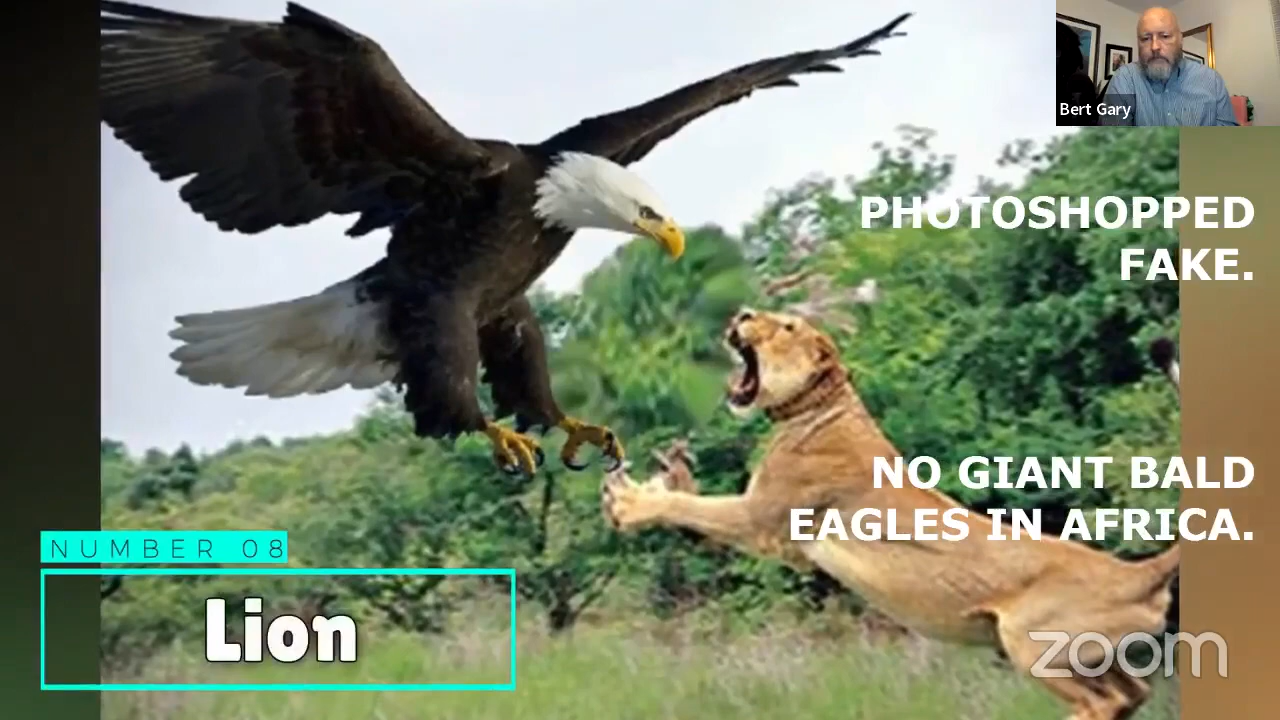 Bert Gary
PHOTOSHOPPED
FAKE.
NO GIANT BALD
EAGLES IN AFRICA.
NUMBER 08
Lion
zoom